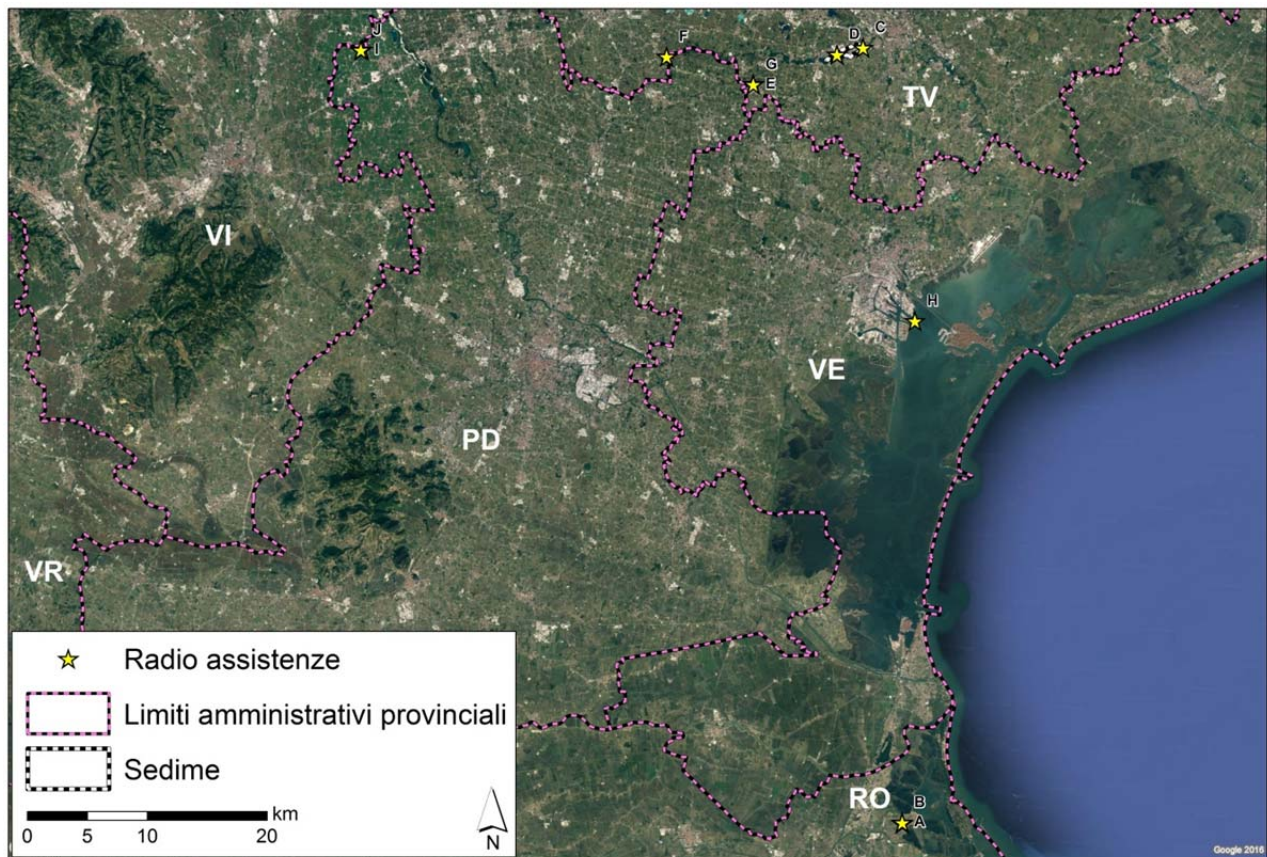 J
I
F
G
E
D
C
TV
VI
H
VE
PD
VR
RO
B
A
Radio assistenze
Limiti amministrativi provinciali
Sedime
km
0 5 10 20
N
Google 2016